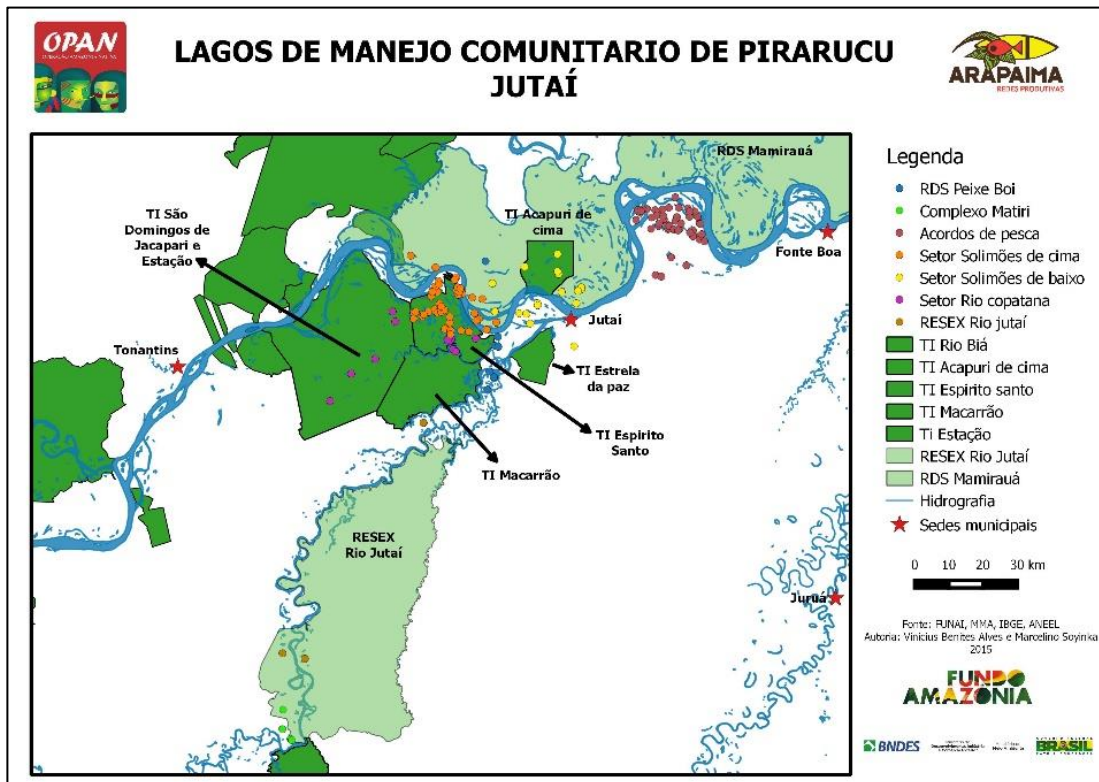 OPAN
OPERAÇÃO AMAZÔNIA NATIVA
LAGOS DE MANEJO COMUNITARIO DE PIRARUCU
JUTAÍ
ARAPAIMA
REDES PRODUTIVAS
RDS Mamirauá
TI São
Domingos de
Jacapari e
Estação
TI Acapuri de
cima
Fonte Boa
Jutaí
Tonantins
TI Estrela
da paz
TI Espirito
Santo
TI Macarrão
RESEX
Rio Jutaí
Juruá
Legenda
RDS Peixe Boi
Complexo Matiri
Acordos de pesca
Setor Solimões de cima
Setor Solimões de baixo
Setor Rio copatana
RESEX Rio jutaí
TI Rio Biá
TI Acapuri de cima
TI Espirito santo
TI Macarrão
Ti Estação
RESEX Rio Jutaí
RDS Mamirauá
Hidrografia
Sedes municipais
0 10 20 30 km
Fonte: FUNAI, MMA, IBGE, ANEEL
Autoria: Vinicius Benites Alves e Marcelino Soyinka
2015
FUNDO
AMAZÔNIA
BNDES
BRASIL